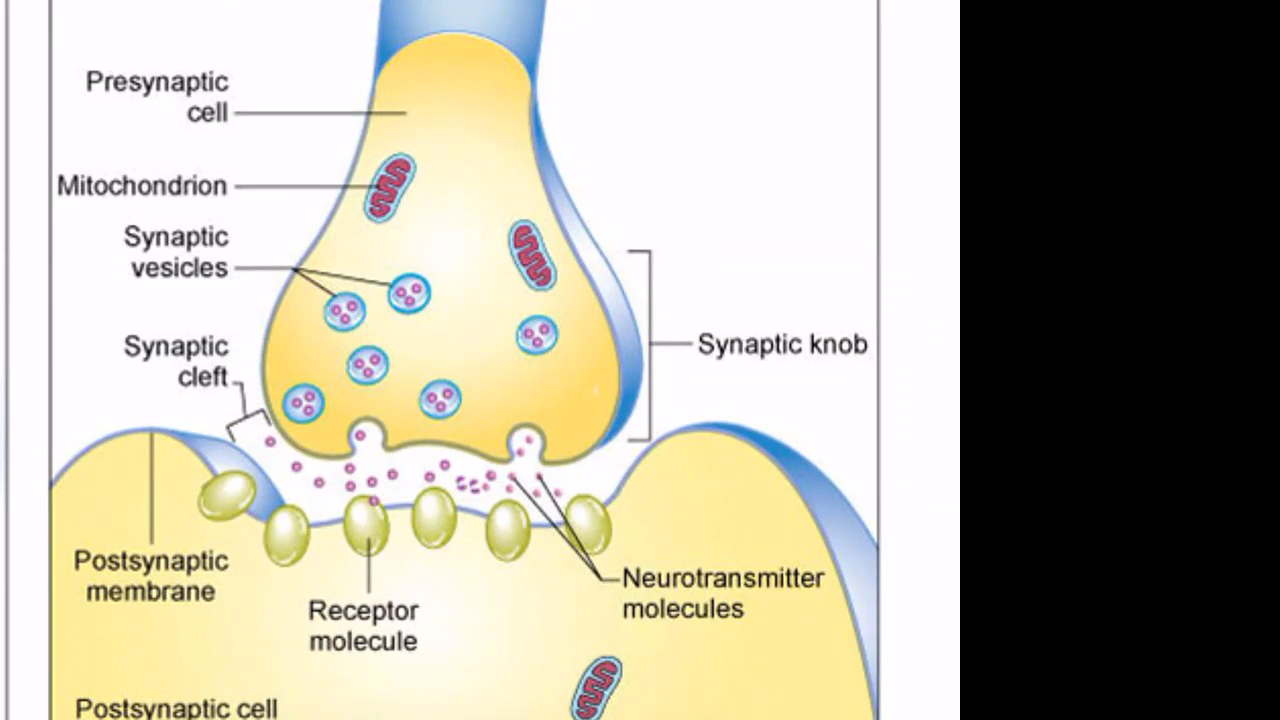 Presynaptic
cell
Mitochondrion
Synaptic
vesicles
Synaptic
cleft
Synaptic knob
Postsynaptic
membrane
Receptor
molecule
Neurotransmitter
molecules
Postsynaptic cell